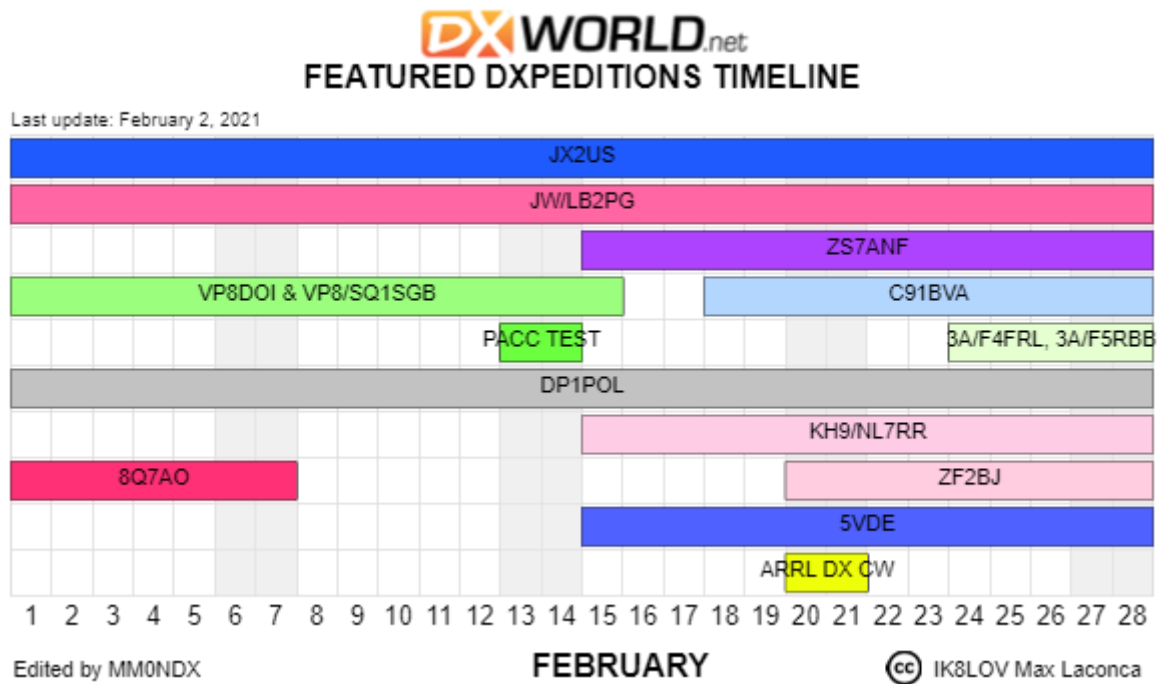 DX WORLD.net
FEATURED DXPEDITIONS TIMELINE
Last update: February 2, 2021
JX2US
JW/LB2PG
ZS7ANF
VP8DOI & VP8/SQ1SGB C91BVA
PACC TEST 3A/F4FRL, 3A/F5RBB
DP1POL
KH9/NL7RR
8Q7AO ZF2BJ
5VDE
ARRL DX CW
1 2 3 4 5 6 7 8 9 10 11 12 13 14 15 16 17 18 19 20 21 22 23 24 25 26 27 28
Edited by MM0NDX FEBRUARY cc IK8LOV Max Laconca